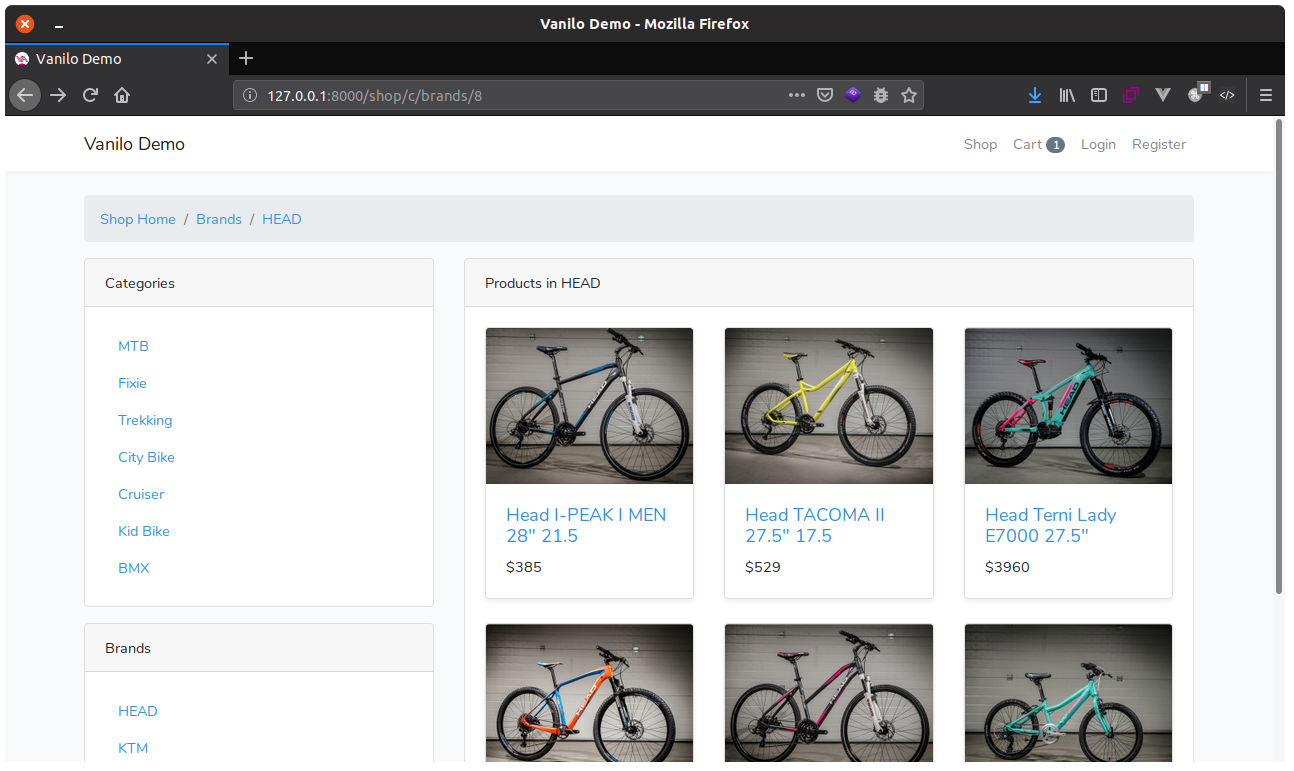 Vanilo Demo - Mozilla Firefox
Vanilo Demo
127.0.0.1:8000/shop/c/brands/8
Vanilo Demo
Shop Cart 1 Login Register
Shop Home / Brands / HEAD
Categories
MTB
Fixie
Trekking
City Bike
Cruiser
Kid Bike
BMX
Brands
HEAD
KTM
Products in HEAD
Head I-PEAK I MEN
28" 21.5
$385
Head TACOMA II
27.5" 17.5
$529
Head Terni Lady
E7000 27.5"
$3960